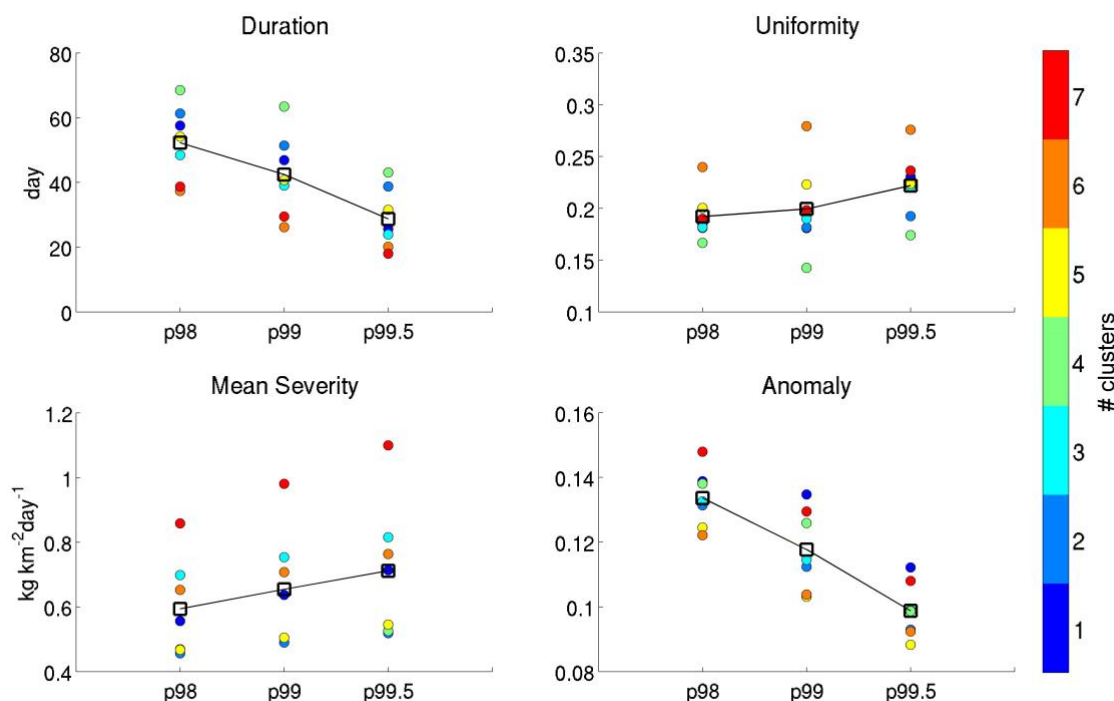 Duration
80
60
40
20
0
day
p98 p99 p99.5
Uniformity
0.35
0.3
0.25
0.2
0.15
0.1
p98 p99 p99.5
Mean Severity
1.2
1
0.8
0.6
0.4
kg km⁻²day⁻¹
p98 p99 p99.5
Anomaly
0.16
0.14
0.12
0.1
0.08
p98 p99 p99.5
7
6
5
4
3
2
1
# clusters